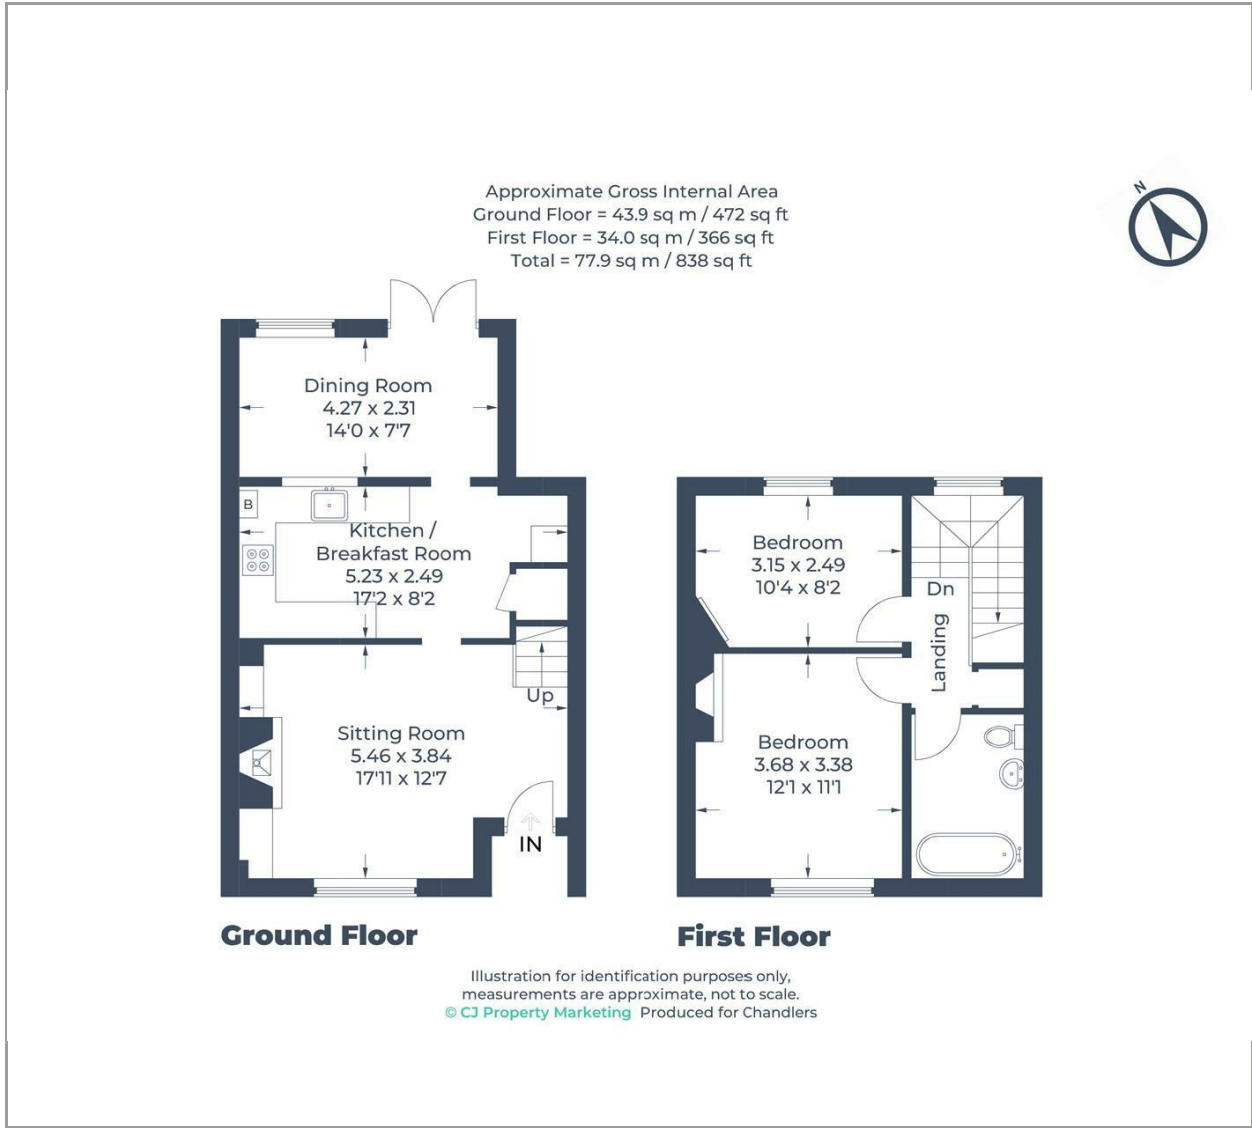 Approximate Gross Internal Area
Ground Floor = 43.9 sq m / 472 sq ft
First Floor = 34.0 sq m / 366 sq ft
Total = 77.9 sq m / 838 sq ft
N
Dining Room
4.27 x 2.31
14'0 x 7'7
B
Kitchen /
Breakfast Room
5.23 x 2.49
17'2 x 8'2
Up
Sitting Room
5.46 x 3.84
17'11 x 12'7
IN
Ground Floor
Bedroom
3.15 x 2.49
10'4 x 8'2
Dn
Landing
Bedroom
3.68 x 3.38
12'1 x 11'1
First Floor
Illustration for identification purposes only,
measurements are approximate, not to scale.
© CJ Property Marketing Produced for Chandlers